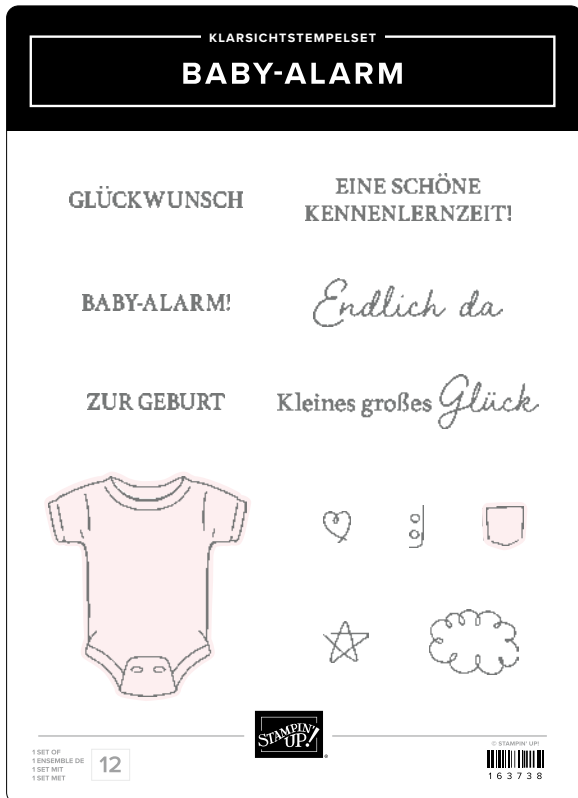 KLARSICHTSTEMPELSET
BABY-ALARM
GLÜCKWUNSCH
EINE SCHÖNE
KENNENLERNZEIT!
BABY-ALARM!
Endlich da
ZUR GEBURT
Kleines großes Glück
STAMPIN' UP!®
1 SET OF
1 ENSEMBLE DE
1 SET MIT
1 SET MET
12
© STAMPIN' UP!
163738